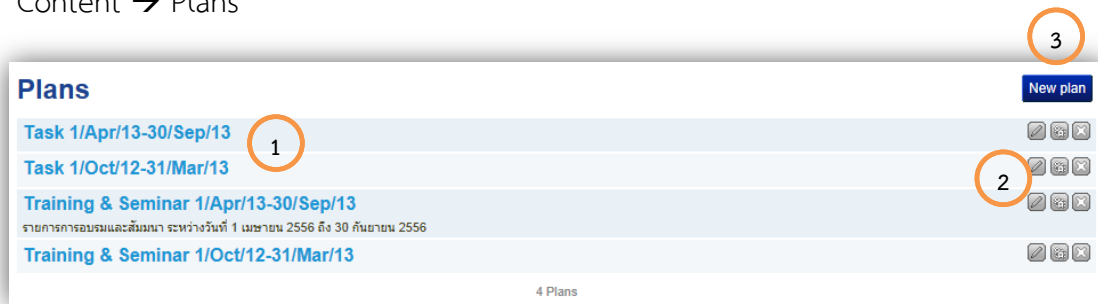 Content → Plans
3
Plans
New plan
Task 1/Apr/13-30/Sep/13
1
Task 1/Oct/12-31/Mar/13
2
Training & Seminar 1/Apr/13-30/Sep/13
รายการการอบรมและสัมมนา ระหว่างวันที่ 1 เมษายน 2556 ถึง 30 กันยายน 2556
Training & Seminar 1/Oct/12-31/Mar/13
4 Plans